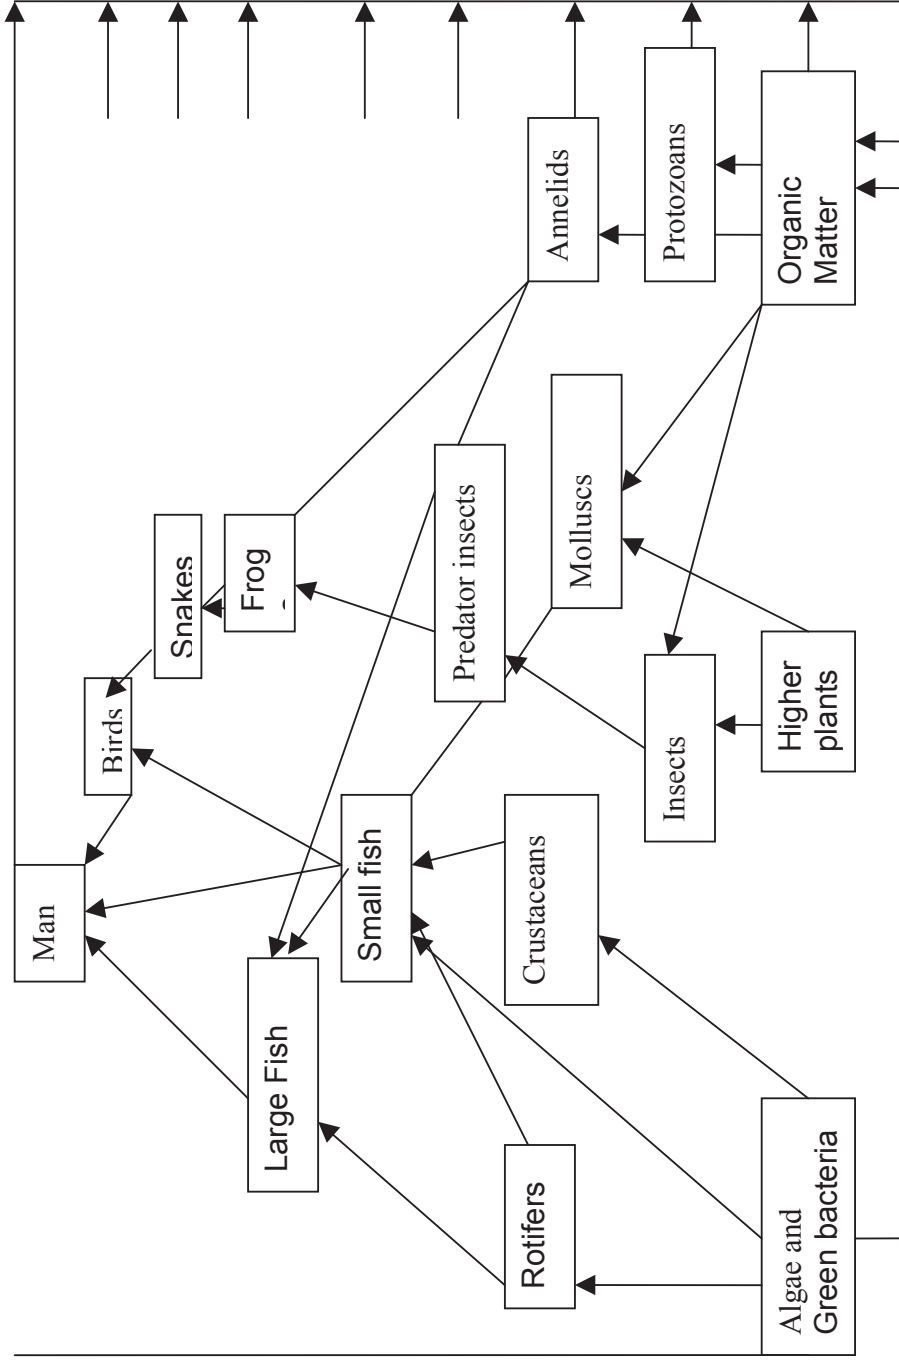 Man
Birds
Snakes
Frog
Large Fish
Small fish
Predator insects
Rotifers
Crustaceans
Annelids
Molluscs
Insects
Protozoans
Algae and
Green bacteria
Higher
plants
Organic
Matter